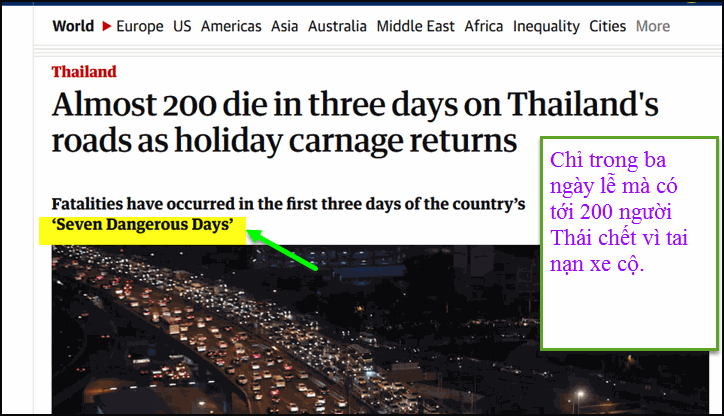 World ▶ Europe US Americas Asia Australia Middle East Africa Inequality Cities More
Thailand
Almost 200 die in three days on Thailand's
roads as holiday carnage returns
Fatalities have occurred in the first three days of the country’s
‘Seven Dangerous Days’
Chỉ trong ba
ngày lễ mà có
tới 200 người
Thái chết vì tai
nạn xe cộ.